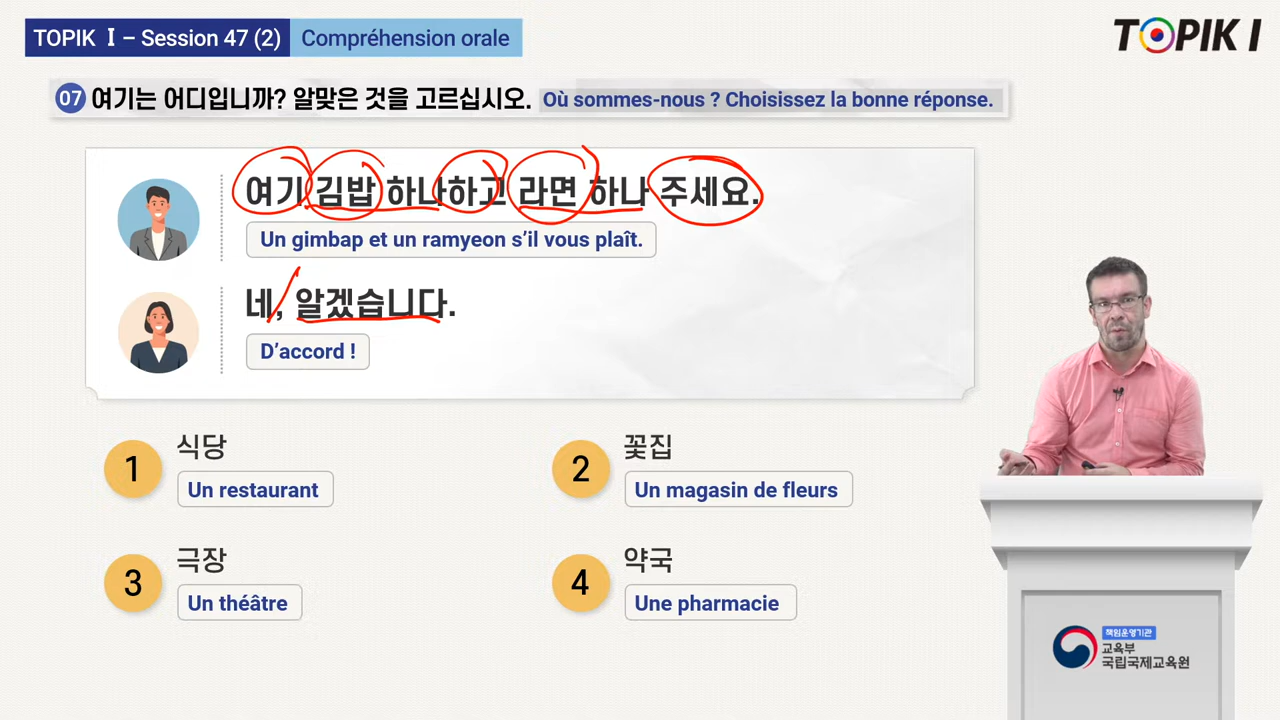 TOPIK Ⅰ – Session 47 (2) Compréhension orale
TOPIK I
07 여기는 어디입니까? 알맞은 것을 고르십시오. Où sommes-nous ? Choisissez la bonne réponse.
여기 김밥 하나하고 라면 하나 주세요.
Un gimbap et un ramyeon s’il vous plaît.
네, 알겠습니다.
D’accord !
1 식당
Un restaurant
2 꽃집
Un magasin de fleurs
3 극장
Un théâtre
4 약국
Une pharmacie
책임운영기관
교육부
국립국제교육원